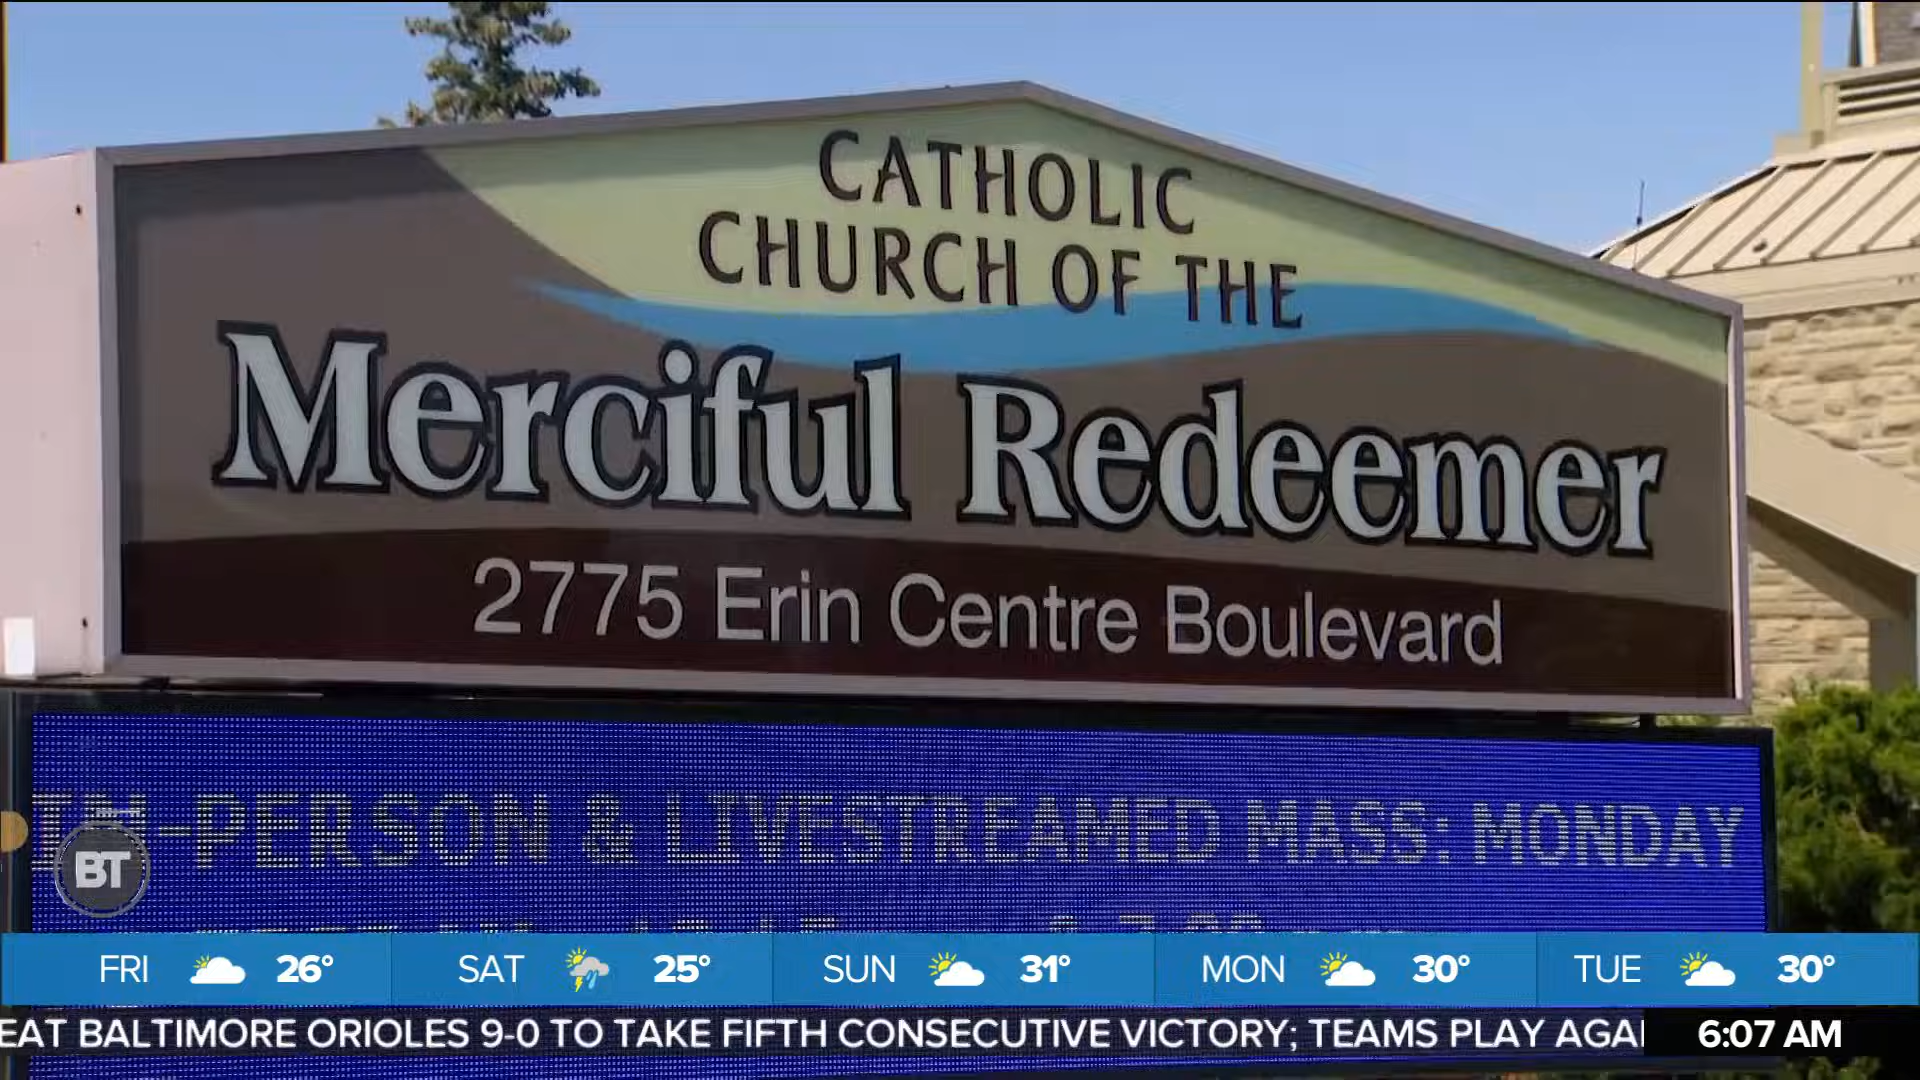 CATHOLIC
CHURCH OF THE
Merciful Redeemer
2775 Erin Centre Boulevard
IN-PERSON & LIVESTREAMED MASS: MONDAY
BT
FRI 26° SAT 25° SUN 31° MON 30° TUE 30°
EAT BALTIMORE ORIOLES 9-0 TO TAKE FIFTH CONSECUTIVE VICTORY; TEAMS PLAY AGAI 6:07 AM